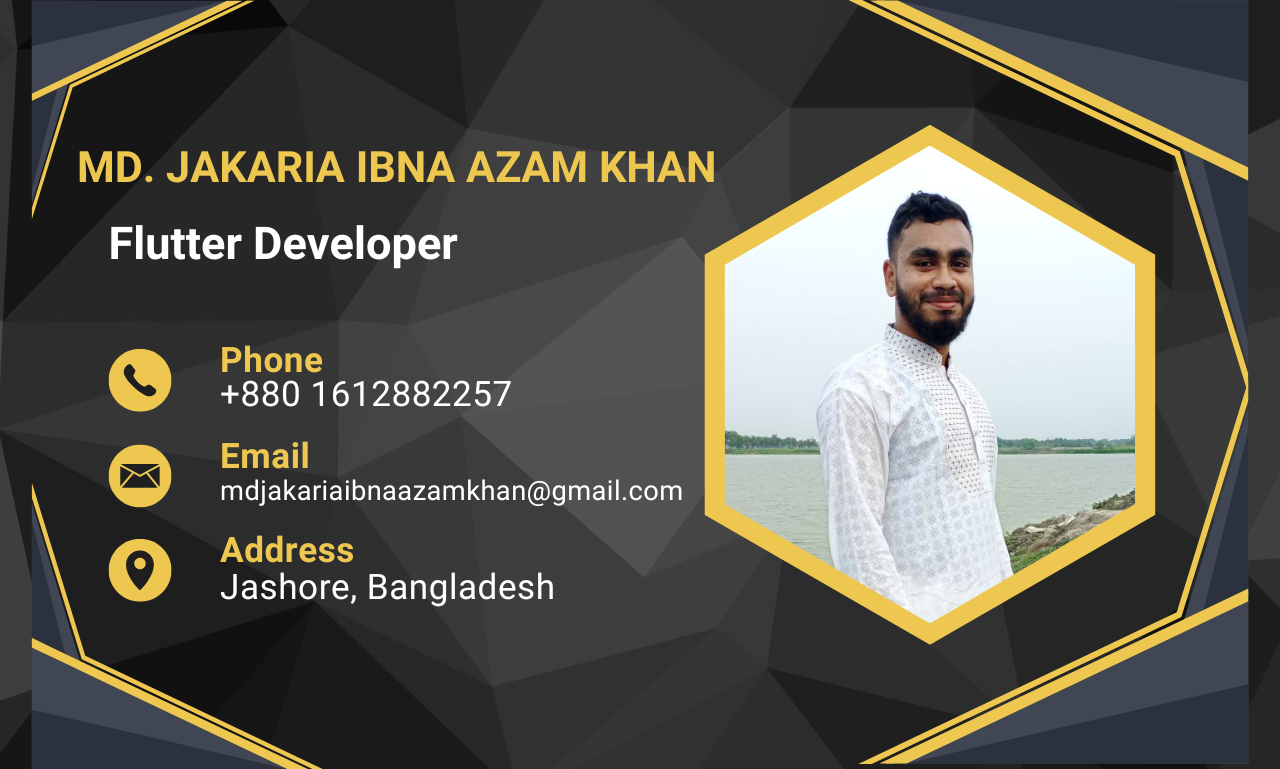 MD. JAKARIA IBNA AZAM KHAN
Flutter Developer
Phone
+880 1612882257
Email
mdjakariaibnaazamkhan@gmail.com
Address
Jashore, Bangladesh